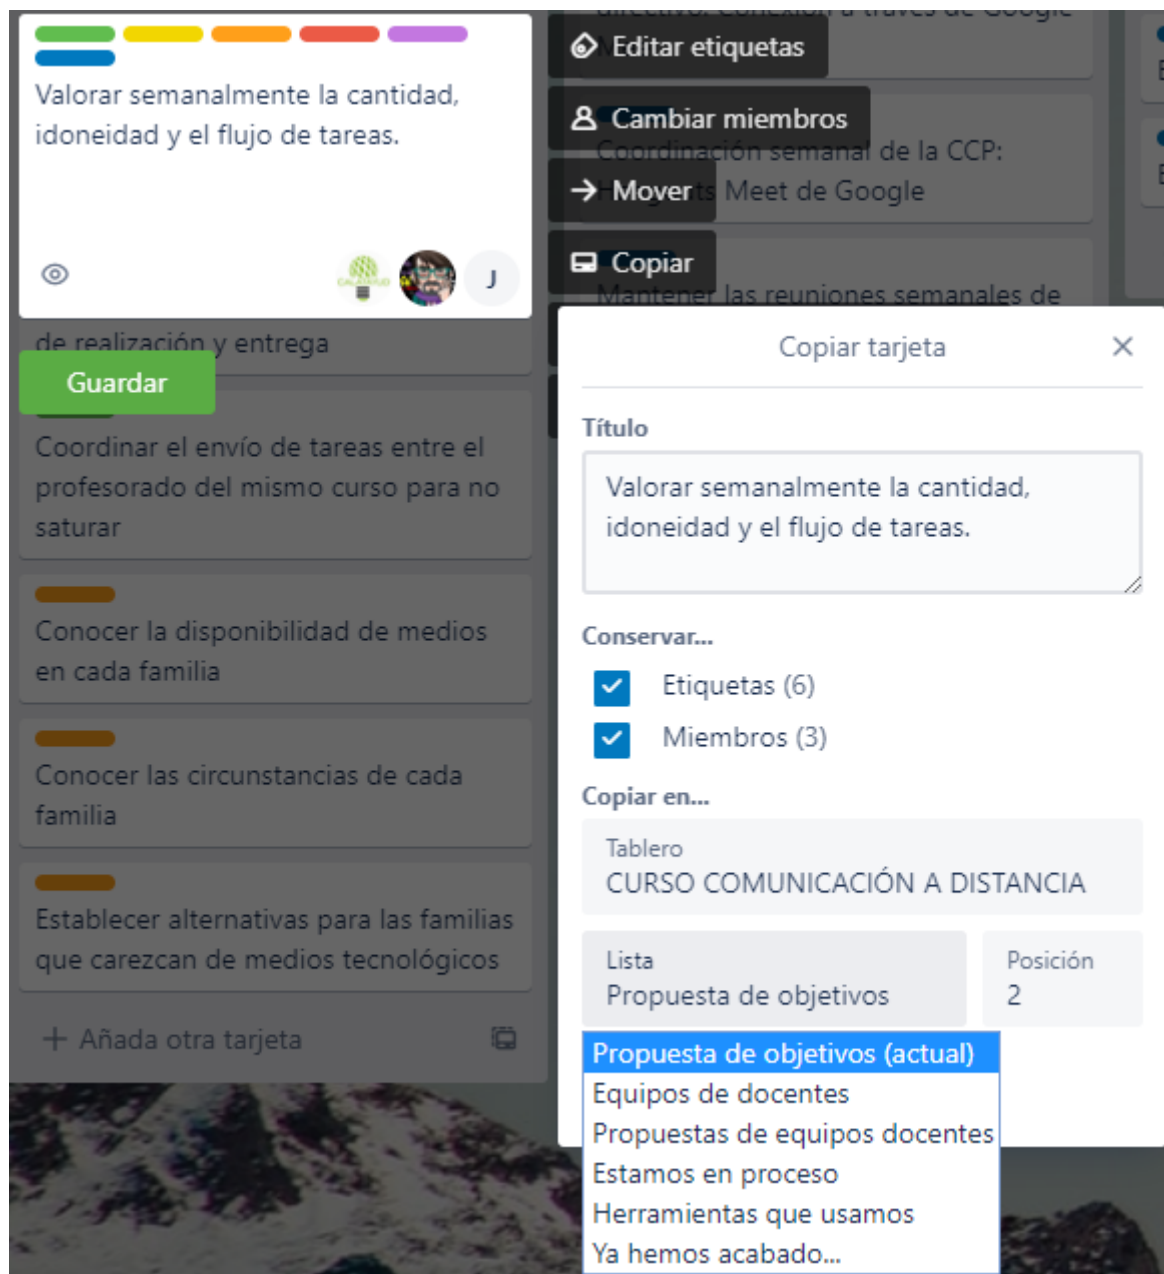 Valorar semanalmente la cantidad,
idoneidad y el flujo de tareas.
J
de realización y entrega
Guardar
Coordinar el envío de tareas entre el
profesorado del mismo curso para no
saturar
Conocer la disponibilidad de medios
en cada familia
Conocer las circunstancias de cada
familia
Establecer alternativas para las familias
que carezcan de medios tecnológicos
+ Añada otra tarjeta
directivo. Conexión a través de Google
Editar etiquetas
Cambiar miembros
Coordinación semanal de la CCP:
Mover
Meet de Google
Copiar
Mantener las reuniones semanales de
Copiar tarjeta
Título
Valorar semanalmente la cantidad,
idoneidad y el flujo de tareas.
Conservar...
Etiquetas (6)
Miembros (3)
Copiar en...
Tablero
CURSO COMUNICACIÓN A DISTANCIA
Lista
Propuesta de objetivos
Posición
2
Propuesta de objetivos (actual)
Equipos de docentes
Propuestas de equipos docentes
Estamos en proceso
Herramientas que usamos
Ya hemos acabado...